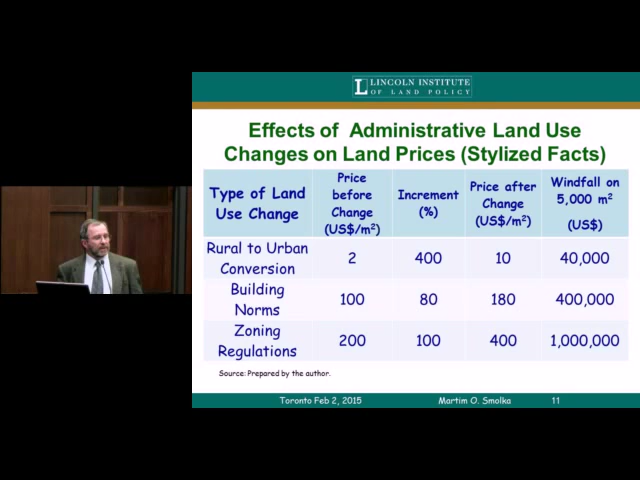 LINCOLN INSTITUTE
OF LAND POLICY
Effects of Administrative Land Use
Changes on Land Prices (Stylized Facts)
Type of Land
Use Change
Price
before
Change
(US$/m²)
Increment
(%)
Price after
Change
(US$/m²)
Windfall on
5,000 m²
(US$)
Rural to Urban
Conversion
2
400
10
40,000
Building
Norms
100
80
180
400,000
Zoning
Regulations
200
100
400
1,000,000
Source: Prepared by the author.
Toronto Feb 2, 2015
Martim O. Smolka
11